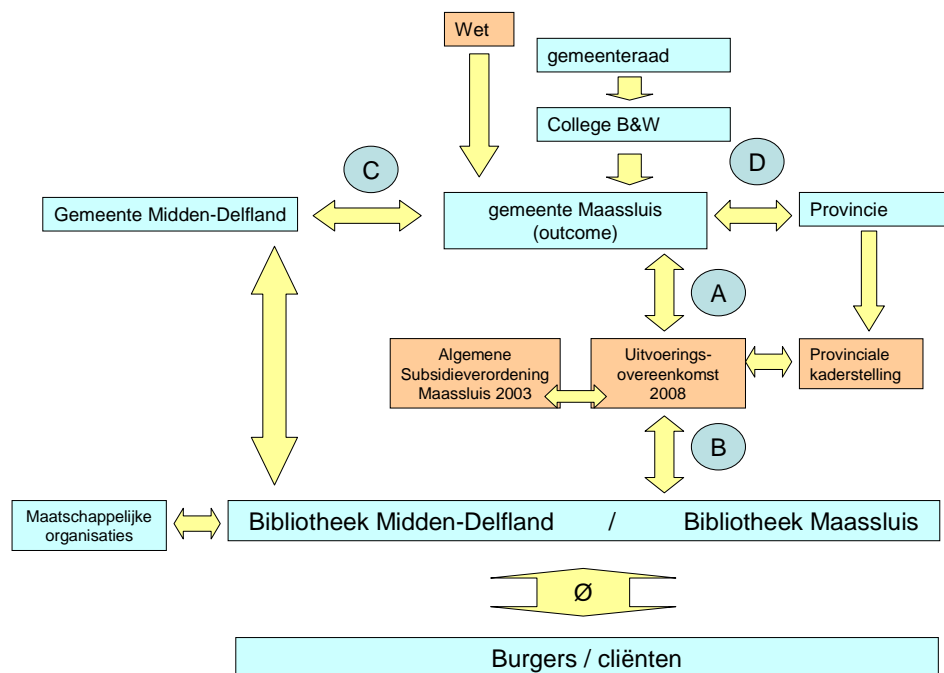 Wet
gemeenteraad
College B&W
C
D
Gemeente Midden-Delfland
gemeente Maassluis
(outcome)
Provincie
A
Algemene
Subsidieverordening
Maassluis 2003
Uitvoerings-
overeenkomst
2008
Provinciale
kaderstelling
B
Maatschappelijke
organisaties
Bibliotheek Midden-Delfland / Bibliotheek Maassluis
Ø
Burgers / cliënten